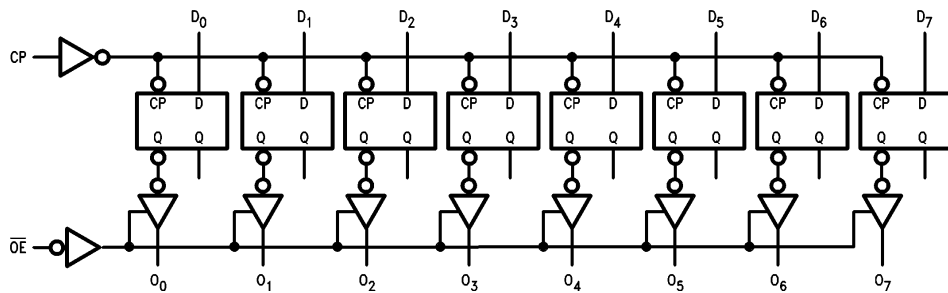 D0 D1 D2 D3 D4 D5 D6 D7
CP
CP D CP D CP D CP D CP D CP D CP D CP D
Q Q Q Q Q Q Q Q Q Q Q Q Q Q Q Q
O̅E̅
O0 O1 O2 O3 O4 O5 O6 O7